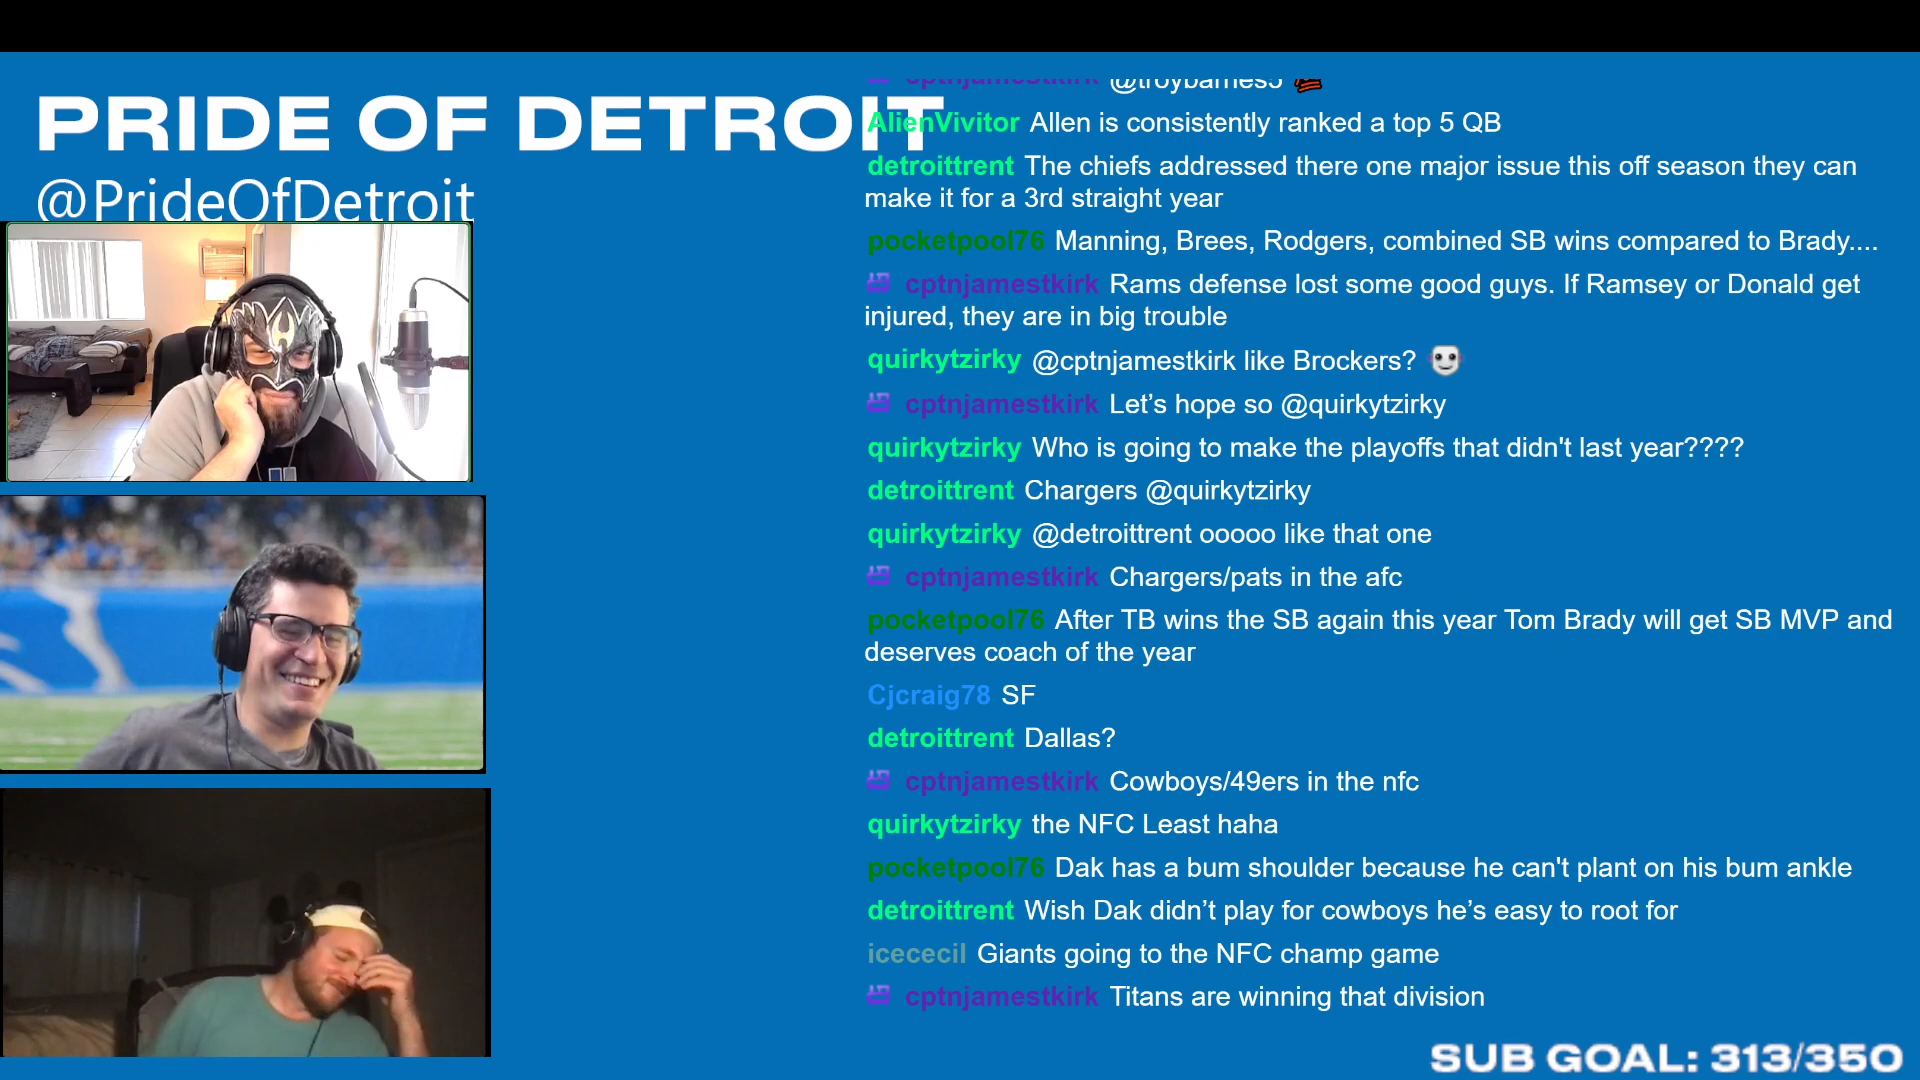 PRIDE OF DETROIT
@PrideOfDetroit
cptnjamestkirk @troybarnes5
AlienVivitor Allen is consistently ranked a top 5 QB
detroittrent The chiefs addressed there one major issue this off season they can
make it for a 3rd straight year
pocketpool76 Manning, Brees, Rodgers, combined SB wins compared to Brady....
cptnjamestkirk Rams defense lost some good guys. If Ramsey or Donald get
injured, they are in big trouble
quirkytzirky @cptnjamestkirk like Brockers?
cptnjamestkirk Let’s hope so @quirkytzirky
quirkytzirky Who is going to make the playoffs that didn't last year????
detroittrent Chargers @quirkytzirky
quirkytzirky @detroittrent ooooo like that one
cptnjamestkirk Chargers/pats in the afc
pocketpool76 After TB wins the SB again this year Tom Brady will get SB MVP and
deserves coach of the year
Cjcraig78 SF
detroittrent Dallas?
cptnjamestkirk Cowboys/49ers in the nfc
quirkytzirky the NFC Least haha
pocketpool76 Dak has a bum shoulder because he can't plant on his bum ankle
detroittrent Wish Dak didn’t play for cowboys he’s easy to root for
icececil Giants going to the NFC champ game
cptnjamestkirk Titans are winning that division
SUB GOAL: 313/350